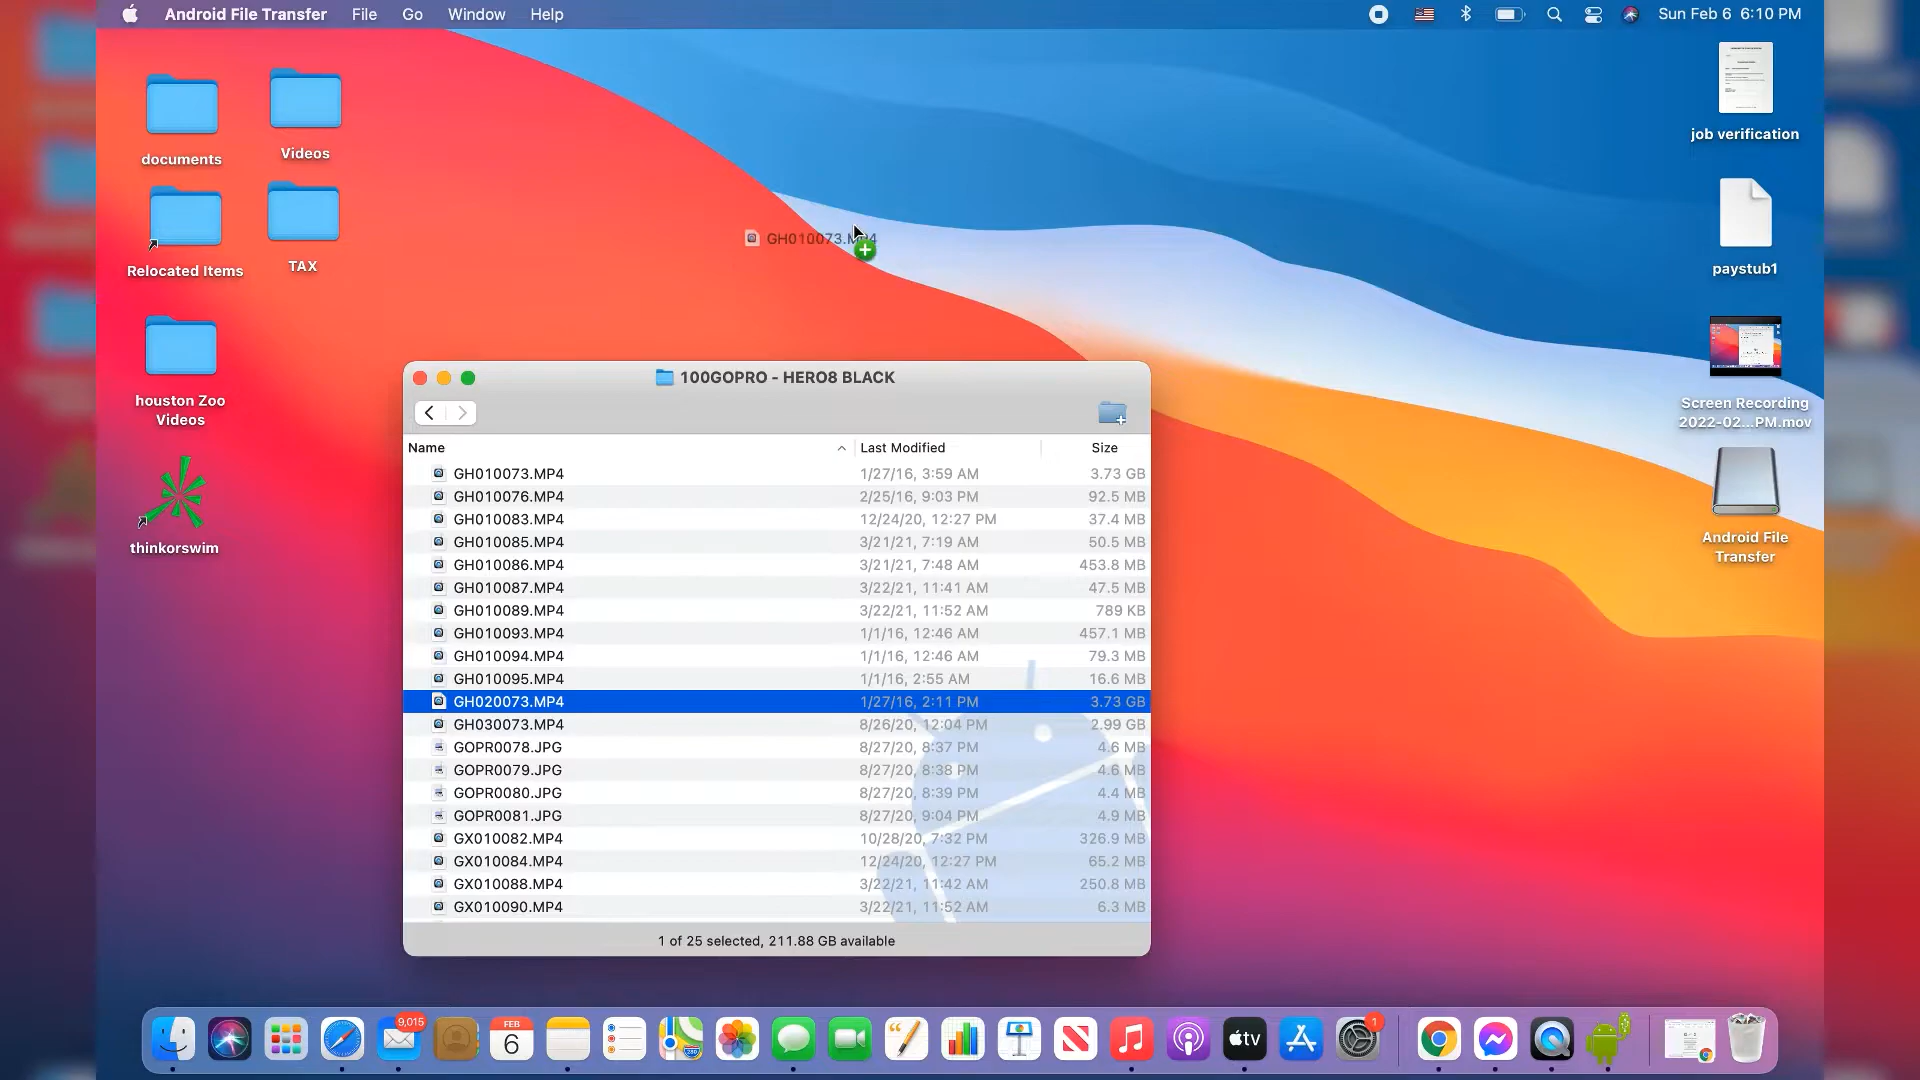 Android File Transfer File Go Window Help
Sun Feb 6 6:10 PM
documents
Videos
Relocated Items
TAX
houston Zoo
Videos
thinkorswim
job verification
paystub1
Screen Recording
2022-02...PM.mov
Android File
Transfer
GH010073.MP4
100GOPRO - HERO8 BLACK
Name Last Modified Size
GH010073.MP4 1/27/16, 3:59 AM 3.73 GB
GH010076.MP4 2/25/16, 9:03 PM 92.5 MB
GH010083.MP4 12/24/20, 12:27 PM 37.4 MB
GH010085.MP4 3/21/21, 7:19 AM 50.5 MB
GH010086.MP4 3/21/21, 7:48 AM 453.8 MB
GH010087.MP4 3/22/21, 11:41 AM 47.5 MB
GH010089.MP4 3/22/21, 11:52 AM 789 KB
GH010093.MP4 1/1/16, 12:46 AM 457.1 MB
GH010094.MP4 1/1/16, 12:46 AM 79.3 MB
GH010095.MP4 1/1/16, 2:55 AM 16.6 MB
GH020073.MP4 1/27/16, 2:11 PM 3.73 GB
GH030073.MP4 8/26/20, 12:04 PM 2.99 GB
GOPR0078.JPG 8/27/20, 8:37 PM 4.6 MB
GOPR0079.JPG 8/27/20, 8:38 PM 4.6 MB
GOPR0080.JPG 8/27/20, 8:39 PM 4.4 MB
GOPR0081.JPG 8/27/20, 9:04 PM 4.9 MB
GX010082.MP4 10/28/20, 7:32 PM 326.9 MB
GX010084.MP4 12/24/20, 12:27 PM 65.2 MB
GX010088.MP4 3/22/21, 11:42 AM 250.8 MB
GX010090.MP4 3/22/21, 11:52 AM 6.3 MB
1 of 25 selected, 211.88 GB available
9,015
FEB
6
280
tv
1